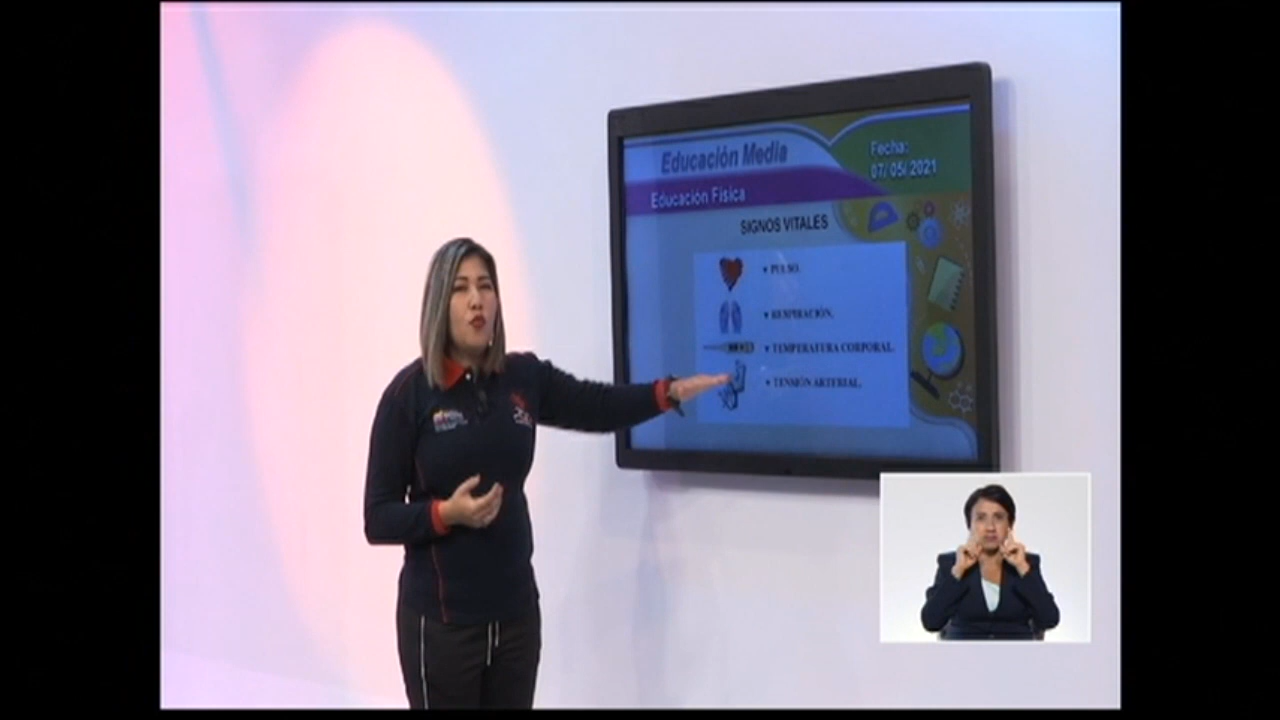 Educación Media
Fecha:
07/ 05/ 2021
Educación Física
SIGNOS VITALES
▾ PULSO.
▾ RESPIRACIÓN.
▾ TEMPERATURA CORPORAL.
▾ TENSIÓN ARTERIAL.